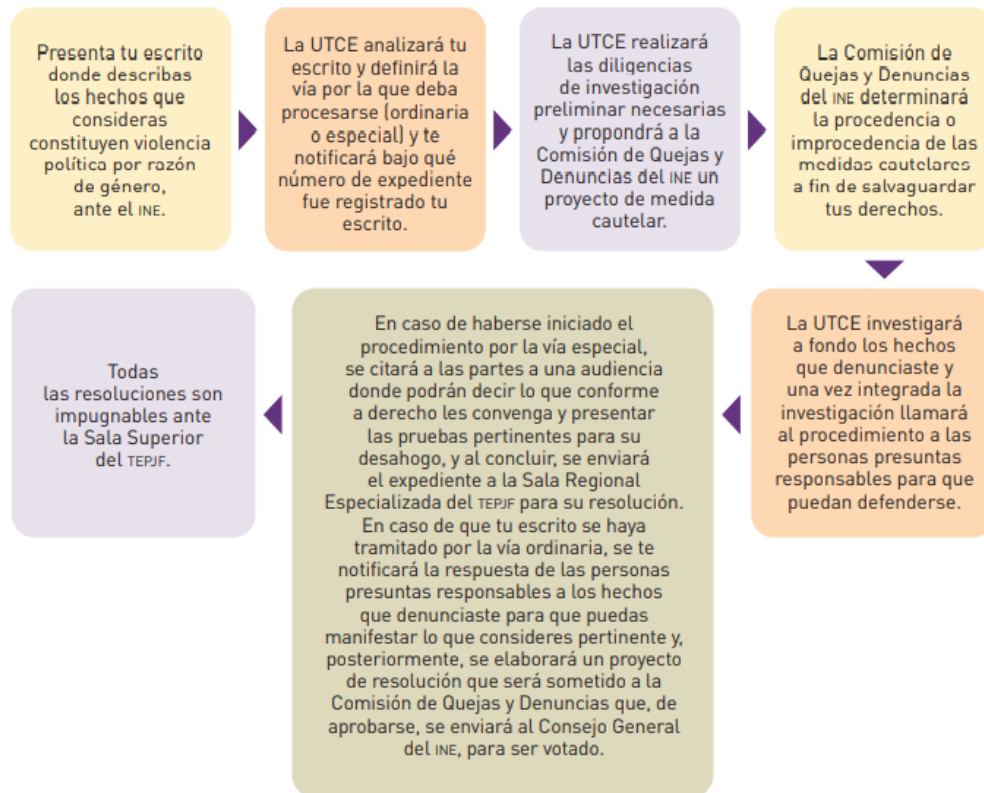 Presenta tu escrito
donde describas
los hechos que
consideras
constituyen violencia
política por razón
de género,
ante el INE.
La UTCE analizará tu
escrito y definirá la
vía por la que deba
procesarse (ordinaria
o especial) y te
notificará bajo qué
número de expediente
fue registrado tu
escrito.
La UTCE realizará
las diligencias
de investigación
preliminar necesarias
y propondrá a la
Comisión de Quejas y
Denuncias del INE un
proyecto de medida
cautelar.
La Comisión de
Quejas y Denuncias
del INE determinará
la procedencia o
improcedencia de las
medidas cautelares
a fin de salvaguardar
tus derechos.
La UTCE investigará
a fondo los hechos
que denunciaste y
una vez integrada la
investigación llamará
al procedimiento a las
personas presuntas
responsables para que
puedan defenderse.
En caso de haberse iniciado el
procedimiento por la vía especial,
se citará a las partes a una audiencia
donde podrán decir lo que conforme
a derecho les convenga y presentar
las pruebas pertinentes para su
desahogo, y al concluir, se enviará
el expediente a la Sala Regional
Especializada del TEPJF para su resolución.
En caso de que tu escrito se haya
tramitado por la vía ordinaria, se te
notificará la respuesta de las personas
presuntas responsables a los hechos
que denunciaste para que puedas
manifestar lo que consideres pertinente y,
posteriormente, se elaborará un proyecto
de resolución que será sometido a la
Comisión de Quejas y Denuncias que, de
aprobarse, se enviará al Consejo General
del INE, para ser votado.
Todas
las resoluciones son
impugnables ante
la Sala Superior
del TEPJF.